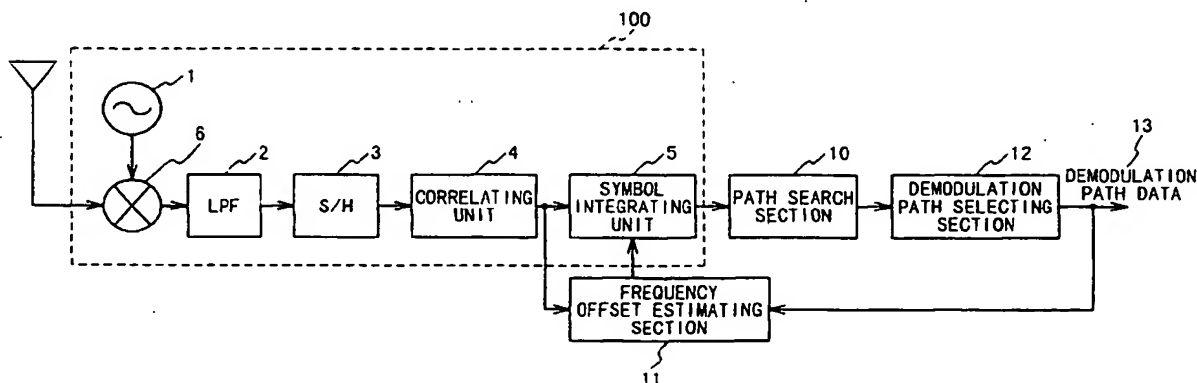 100
1
6
2
3
4
5
10
12
13
LPF
S/H
CORRELATING
UNIT
SYMBOL
INTEGRATING
UNIT
PATH SEARCH
SECTION
DEMODULATION
PATH SELECTING
SECTION
DEMODULATION
PATH DATA
FREQUENCY
OFFSET ESTIMATING
SECTION
11